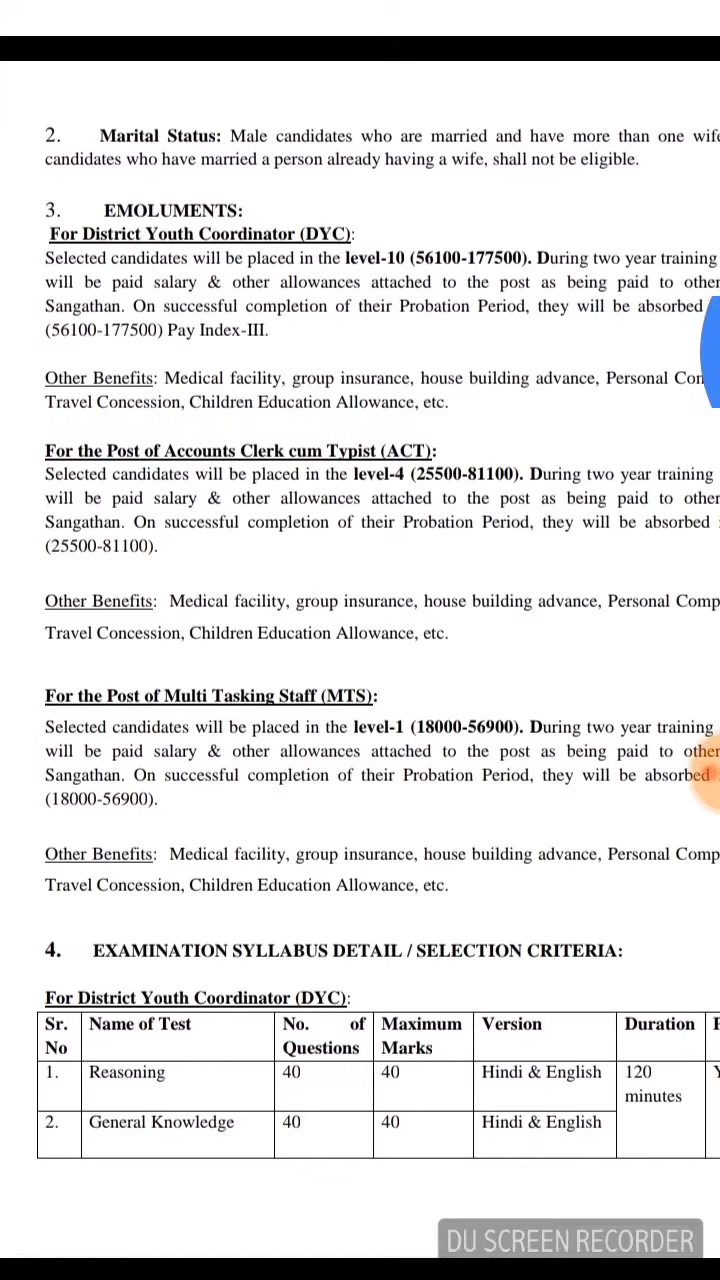 2. Marital Status: Male candidates who are married and have more than one wife
candidates who have married a person already having a wife, shall not be eligible.
3. EMOLUMENTS:
For District Youth Coordinator (DYC):
Selected candidates will be placed in the level-10 (56100-177500). During two year training
will be paid salary & other allowances attached to the post as being paid to other
Sangathan. On successful completion of their Probation Period, they will be absorbed
(56100-177500) Pay Index-III.
Other Benefits: Medical facility, group insurance, house building advance, Personal
Travel Concession, Children Education Allowance, etc.
For the Post of Accounts Clerk cum Typist (ACT):
Selected candidates will be placed in the level-4 (25500-81100). During two year training
will be paid salary & other allowances attached to the post as being paid to other
Sangathan. On successful completion of their Probation Period, they will be absorbed
(25500-81100).
Other Benefits: Medical facility, group insurance, house building advance, Personal Comp
Travel Concession, Children Education Allowance, etc.
For the Post of Multi Tasking Staff (MTS):
Selected candidates will be placed in the level-1 (18000-56900). During two year training
will be paid salary & other allowances attached to the post as being paid to other
Sangathan. On successful completion of their Probation Period, they will be absorbed
(18000-56900).
Other Benefits: Medical facility, group insurance, house building advance, Personal Comp
Travel Concession, Children Education Allowance, etc.
4. EXAMINATION SYLLABUS DETAIL / SELECTION CRITERIA:
For District Youth Coordinator (DYC):
Sr. Name of Test No. of Maximum Version Duration
No Questions Marks
1. Reasoning 40 40 Hindi & English 120
minutes
2. General Knowledge 40 40 Hindi & English
DU SCREEN RECORDER